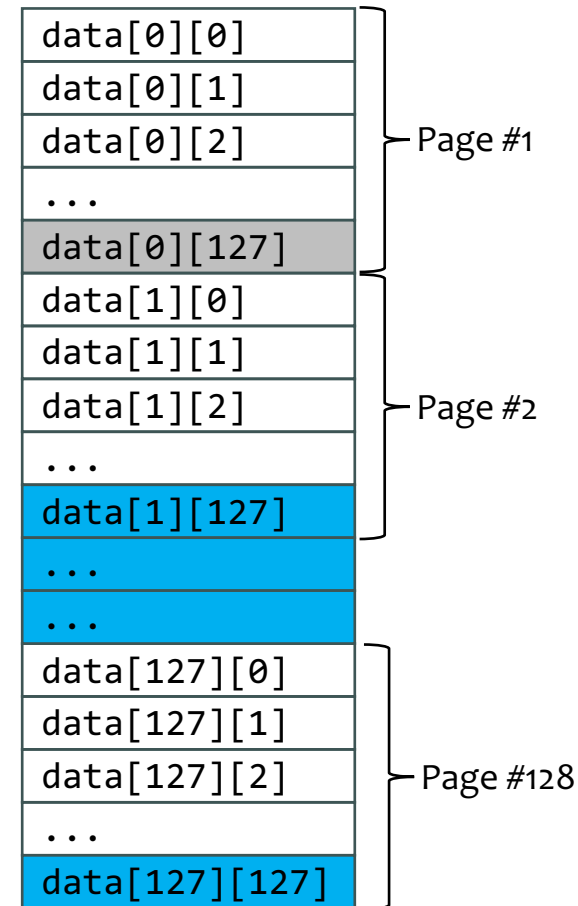 data[0][0]
data[0][1]
data[0][2]
Page #1
...
data[0][127]
data[1][0]
data[1][1]
data[1][2]
Page #2
...
data[1][127]
...
...
data[127][0]
data[127][1]
data[127][2]
Page #128
...
data[127][127]